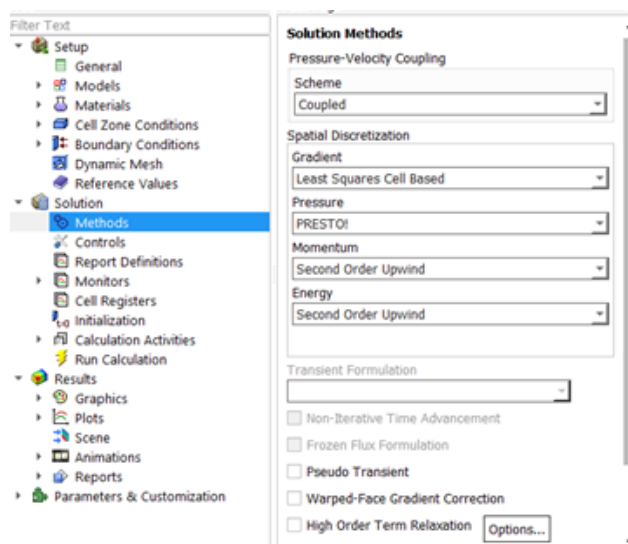 Filter Text
Setup
General
Models
Materials
Cell Zone Conditions
Boundary Conditions
Dynamic Mesh
Reference Values
Solution
Methods
Controls
Report Definitions
Monitors
Cell Registers
Initialization
Calculation Activities
Run Calculation
Results
Graphics
Plots
Scene
Animations
Reports
Parameters & Customization
Solution Methods
Pressure-Velocity Coupling
Scheme
Coupled
Spatial Discretization
Gradient
Least Squares Cell Based
Pressure
PRESTO!
Momentum
Second Order Upwind
Energy
Second Order Upwind
Transient Formulation
Non-Iterative Time Advancement
Frozen Flux Formulation
Pseudo Transient
Warped-Face Gradient Correction
High Order Term Relaxation Options...